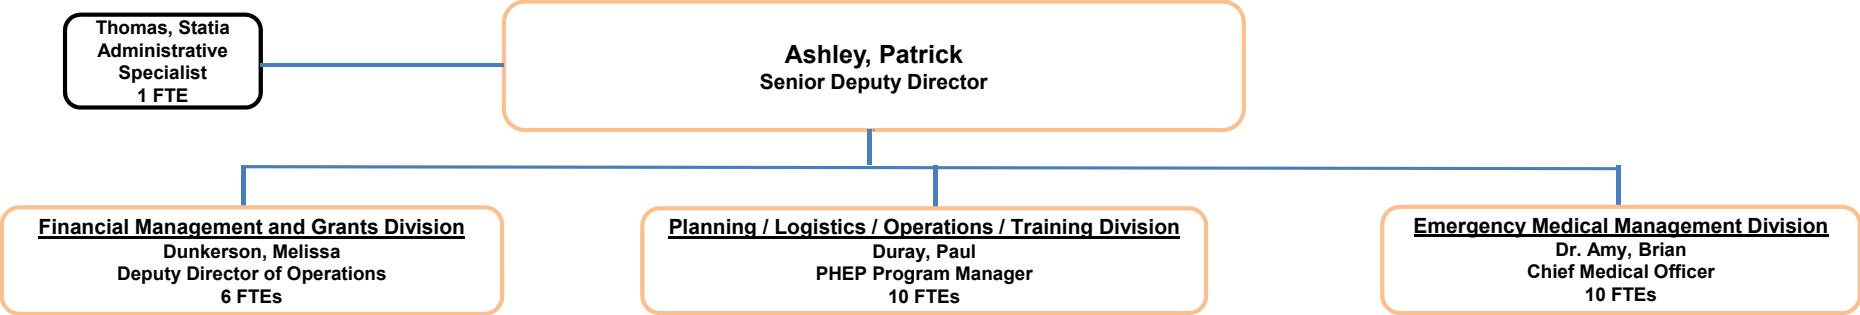 Thomas, Statia
Administrative
Specialist
1 FTE
Ashley, Patrick
Senior Deputy Director
Financial Management and Grants Division
Dunkerson, Melissa
Deputy Director of Operations
6 FTEs
Planning / Logistics / Operations / Training Division
Duray, Paul
PHEP Program Manager
10 FTEs
Emergency Medical Management Division
Dr. Amy, Brian
Chief Medical Officer
10 FTEs